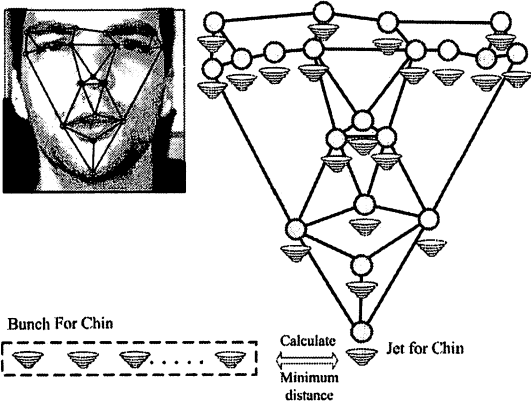 Bunch For Chin
Calculate
Minimum
distance
Jet for Chin